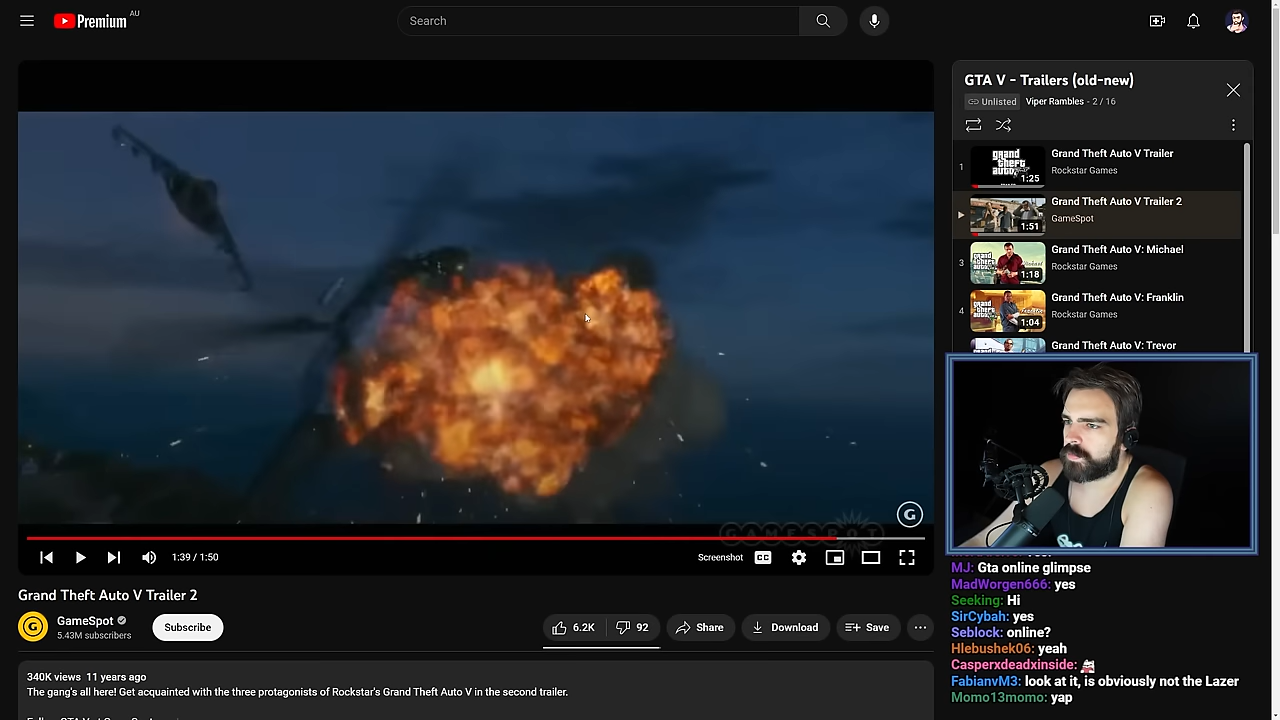 Premium AU
Search
GAMESPOT
1:39 / 1:50
Screenshot
CC
Grand Theft Auto V Trailer 2
GameSpot
5.43M subscribers
Subscribe
6.2K
92
Share
Download
Save
340K views 11 years ago
The gang's all here! Get acquainted with the three protagonists of Rockstar's Grand Theft Auto V in the second trailer.
GTA V - Trailers (old-new)
Unlisted
Viper Rambles - 2 / 16
1
grand theft auto
1:25
Grand Theft Auto V Trailer
Rockstar Games
1:51
Grand Theft Auto V Trailer 2
GameSpot
3
1:18
Grand Theft Auto V: Michael
Rockstar Games
4
1:04
Grand Theft Auto V: Franklin
Rockstar Games
Grand Theft Auto V: Trevor
MJ: Gta online glimpse
MadWorgen666: yes
Seeking: Hi
SirCybah: yes
Seblock: online?
Hlebushek06: yeah
Casperxdeadxinside:
FabianvM3: look at it, is obviously not the Lazer
Momo13momo: yap